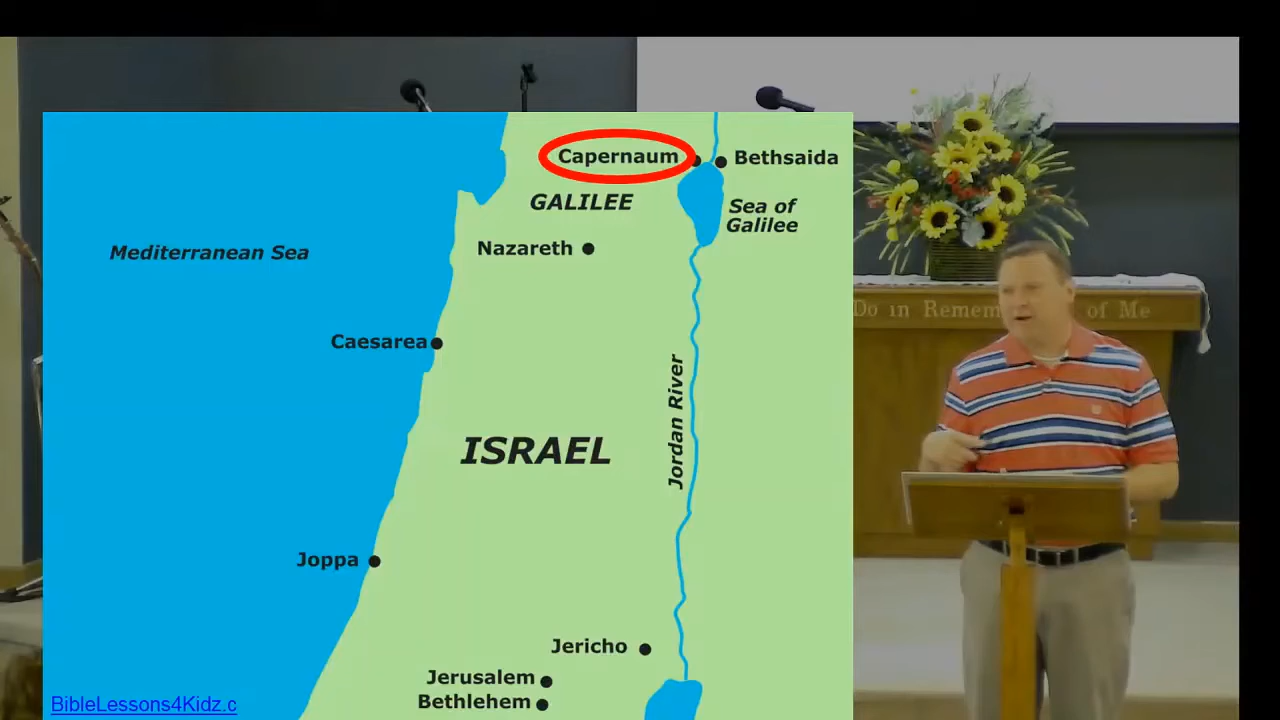 Capernaum
Bethsaida
GALILEE
Sea of
Galilee
Nazareth
Mediterranean Sea
Caesarea
Jordan River
ISRAEL
Joppa
Jericho
Jerusalem
Bethlehem
BibleLessons4Kidz.c
Do in Remem
of Me